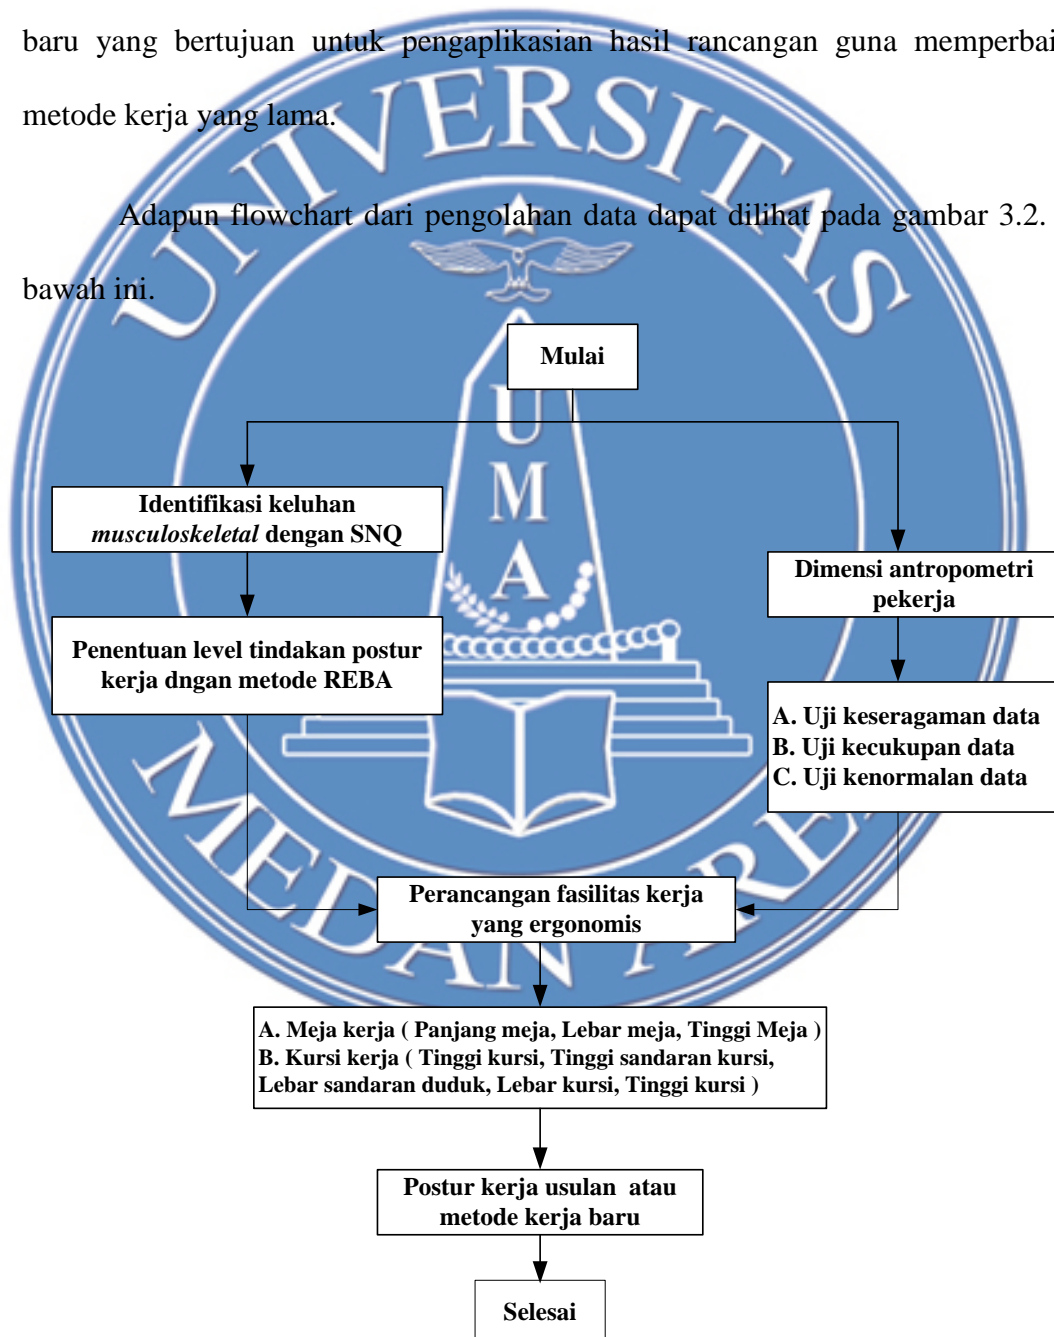 baru yang bertujuan untuk pengaplikasian hasil rancangan guna memperbai
metode kerja yang lama.
Adapun flowchart dari pengolahan data dapat dilihat pada gambar 3.2.
bawah ini.
UNIVERSITAS
Mulai
UMA
Identifikasi keluhan
musculoskeletal dengan SNQ
Dimensi antropometri
pekerja
Penentuan level tindakan postur
kerja dngan metode REBA
A. Uji keseragaman data
B. Uji kecukupan data
C. Uji kenormalan data
MEDAN ARE
Perancangan fasilitas kerja
yang ergonomis
A. Meja kerja ( Panjang meja, Lebar meja, Tinggi Meja )
B. Kursi kerja ( Tinggi kursi, Tinggi sandaran kursi,
Lebar sandaran duduk, Lebar kursi, Tinggi kursi )
Postur kerja usulan atau
metode kerja baru
Selesai